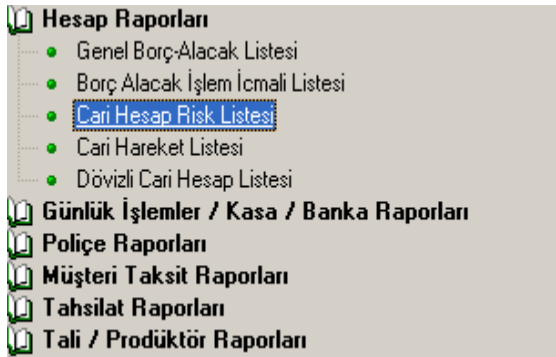 Hesap Raporları
Genel Borç-Alacak Listesi
Borç Alacak İşlem İcmali Listesi
Cari Hesap Risk Listesi
Cari Hareket Listesi
Dövizli Cari Hesap Listesi
Günlük İşlemler / Kasa / Banka Raporları
Poliçe Raporları
Müşteri Taksit Raporları
Tahsilat Raporları
Tali / Prodüktör Raporları